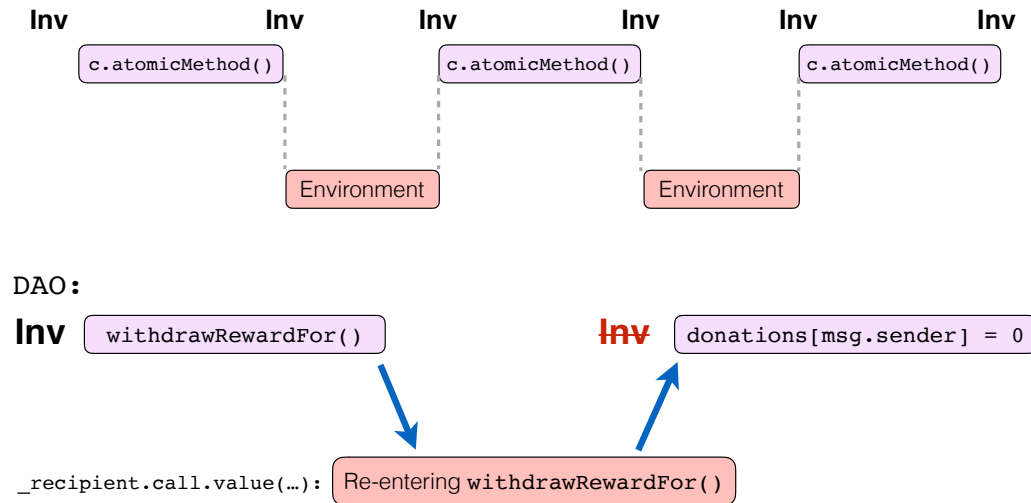 Inv Inv Inv Inv Inv Inv
c.atomicMethod() c.atomicMethod() c.atomicMethod()
Environment Environment
DAO:
Inv withdrawRewardFor() Inv donations[msg.sender] = 0
_recipient.call.value(…): Re-entering withdrawRewardFor()